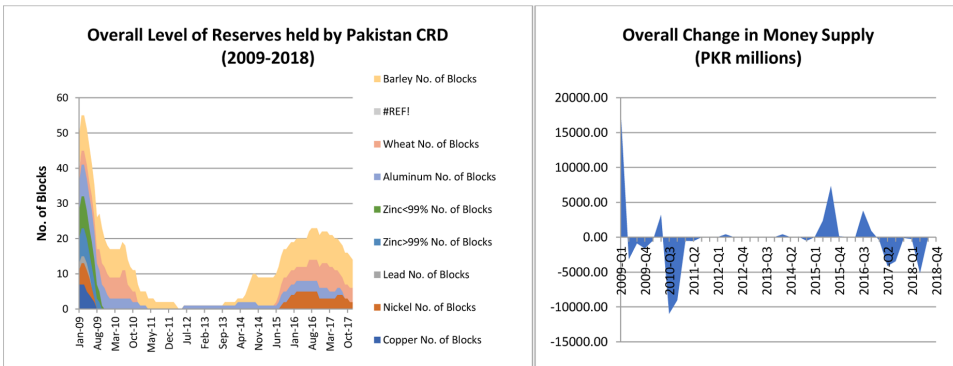 Overall Level of Reserves held by Pakistan CRD
(2009-2018)
No. of Blocks
60
50
40
30
20
10
0
Jan-09
Aug-09
Mar-10
Oct-10
May-11
Dec-11
Jul-12
Feb-13
Sep-13
Apr-14
Nov-14
Jun-15
Jan-16
Aug-16
Mar-17
Oct-17
Barley No. of Blocks
#REF!
Wheat No. of Blocks
Aluminum No. of Blocks
Zinc<99% No. of Blocks
Zinc>99% No. of Blocks
Lead No. of Blocks
Nickel No. of Blocks
Copper No. of Blocks
Overall Change in Money Supply
(PKR millions)
20000.00
15000.00
10000.00
5000.00
0.00
-5000.00
-10000.00
-15000.00
2009-Q1
2009-Q4
2010-Q3
2011-Q2
2012-Q1
2012-Q4
2013-Q3
2014-Q2
2015-Q1
2015-Q4
2016-Q3
2017-Q2
2018-Q1
2018-Q4